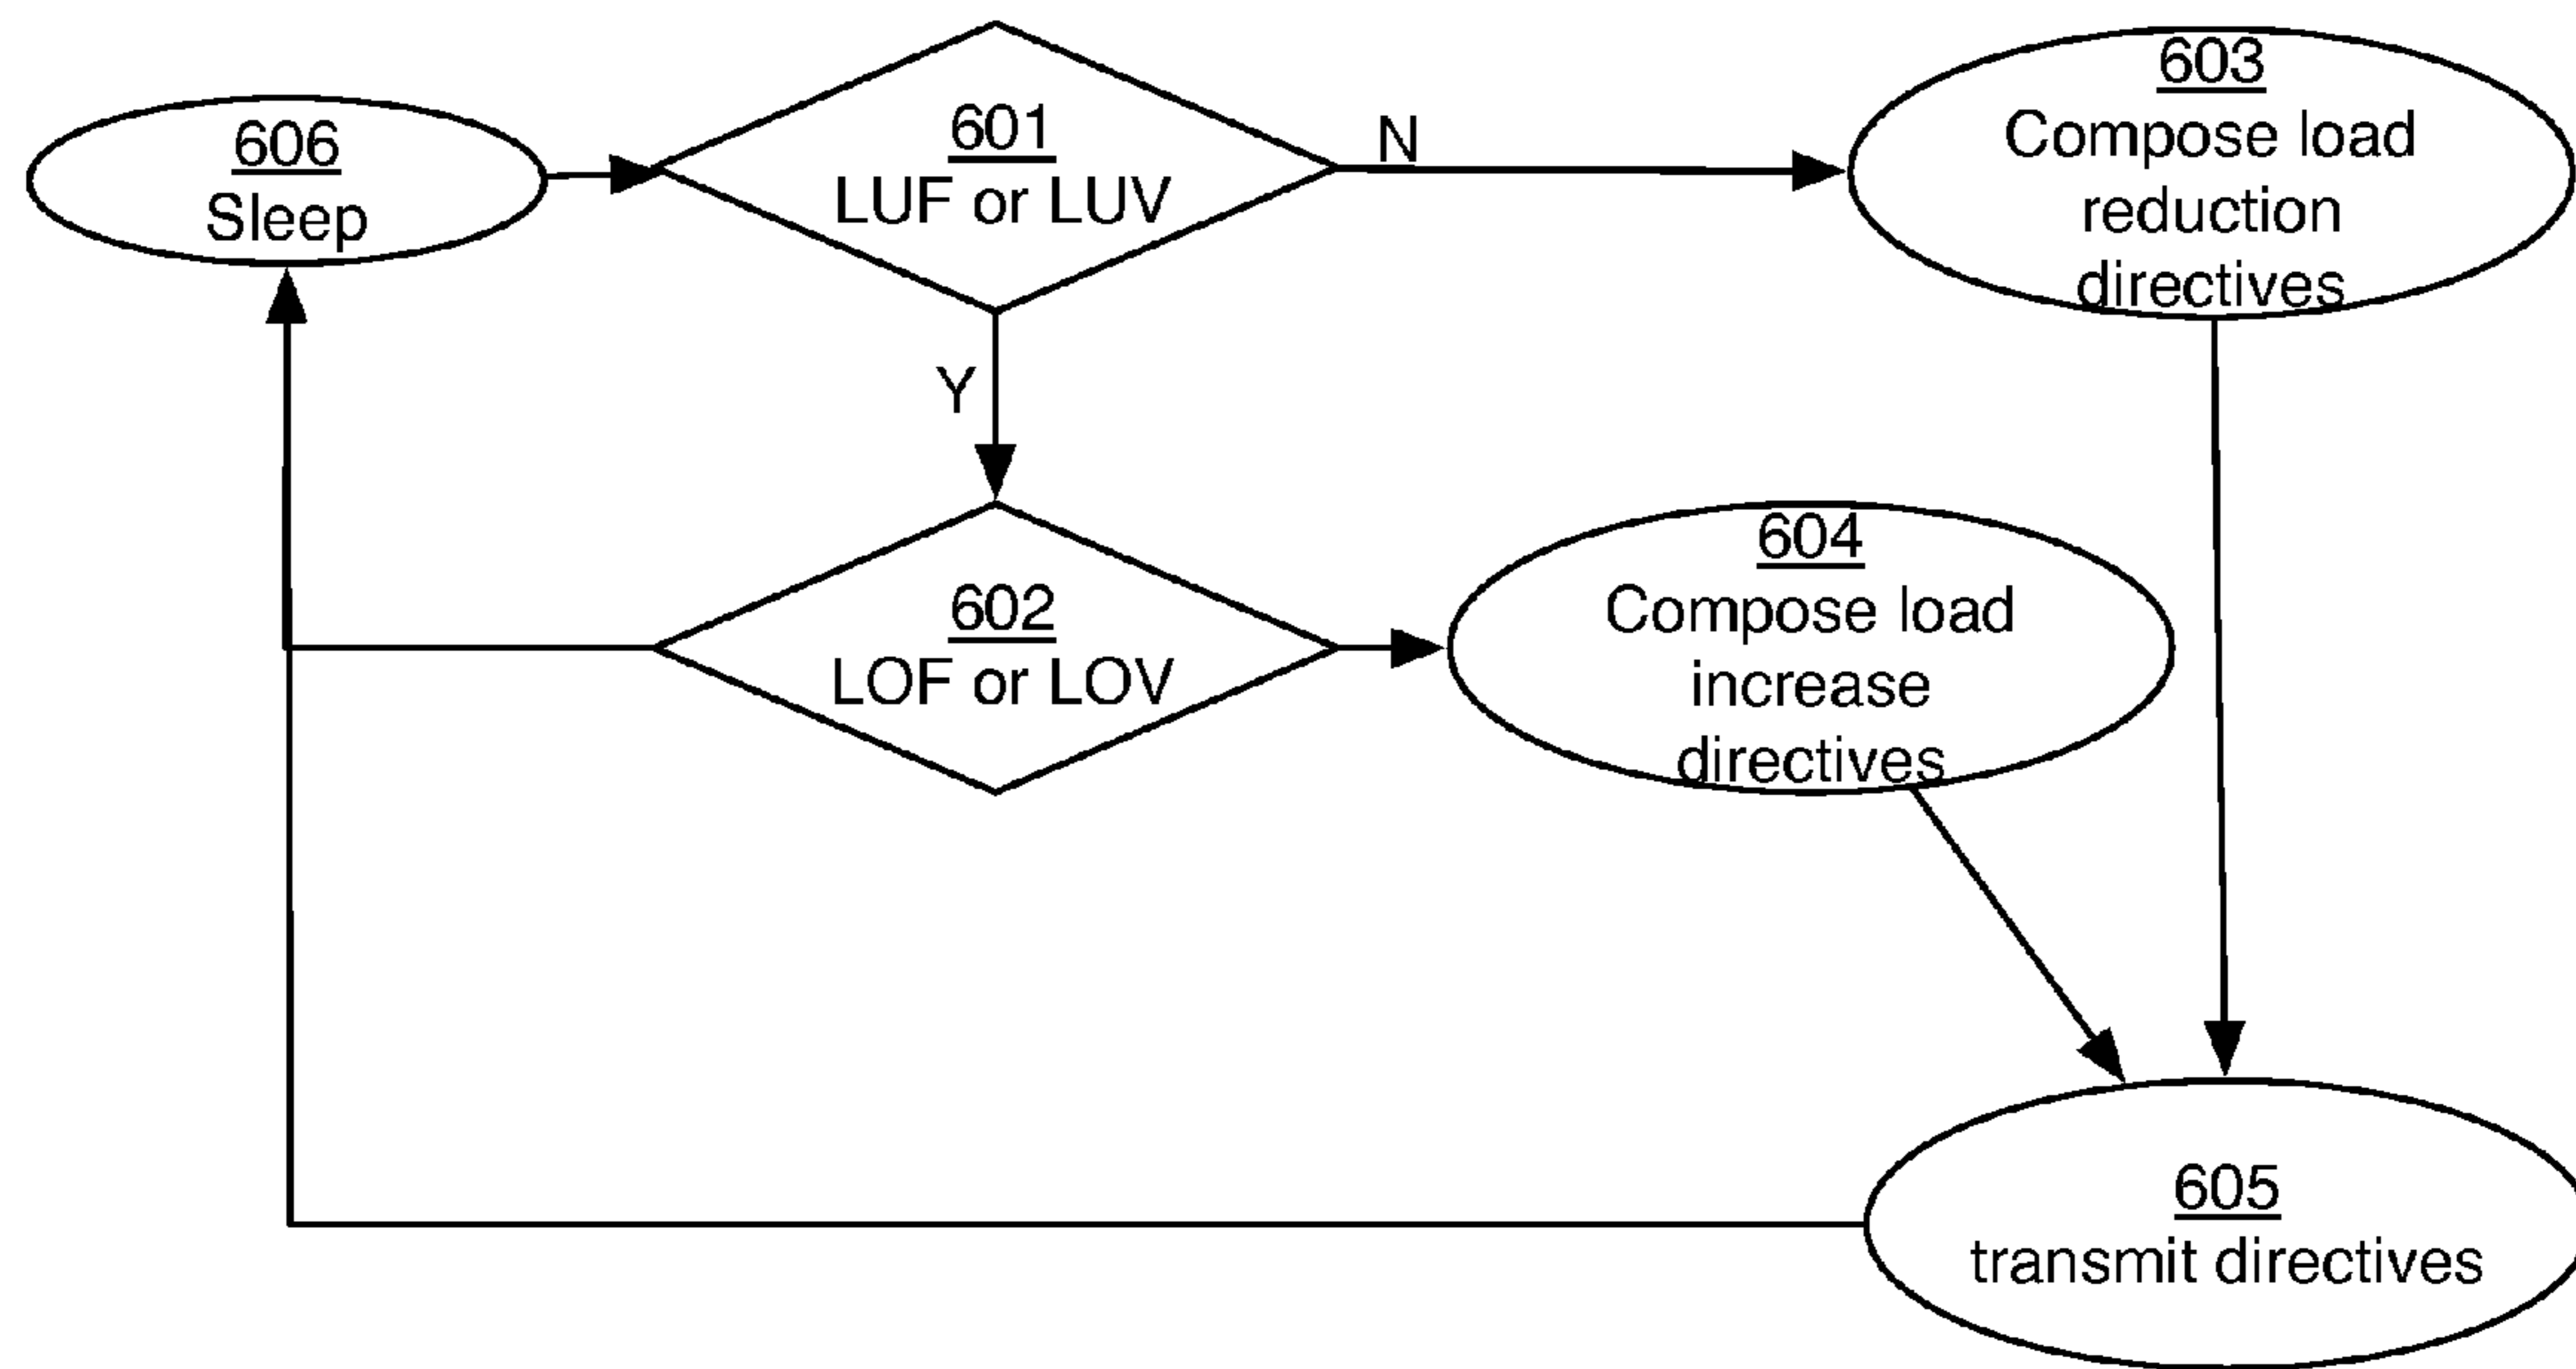 606
Sleep
601
LUF or LUV
N
603
Compose load
reduction
directives
Y
602
LOF or LOV
604
Compose load
increase
directives
605
transmit directives